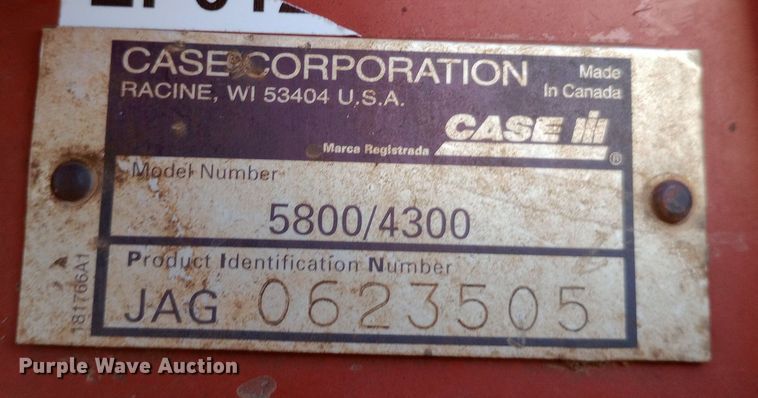 CASE CORPORATION
RACINE, WI 53404 U.S.A.
Made
In Canada
CASE IH
®
Marca Registrada
Model Number
5800/4300
Product Identification Number
JAG 0623505
181766A1
Purple Wave Auction